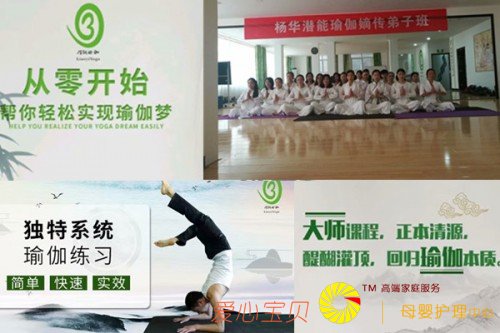 从零开始
帮你轻松实现瑜伽梦
HELP YOU REALIZE YOUR YOGA DREAM EASILY
杨华潜能瑜伽嫡传弟子班
独特系统
瑜伽练习
简单 快速 实效
大师课程，正本清源，
醍醐灌顶，回归瑜伽本质。
爱心宝贝
TM 高端家庭服务
母婴护理